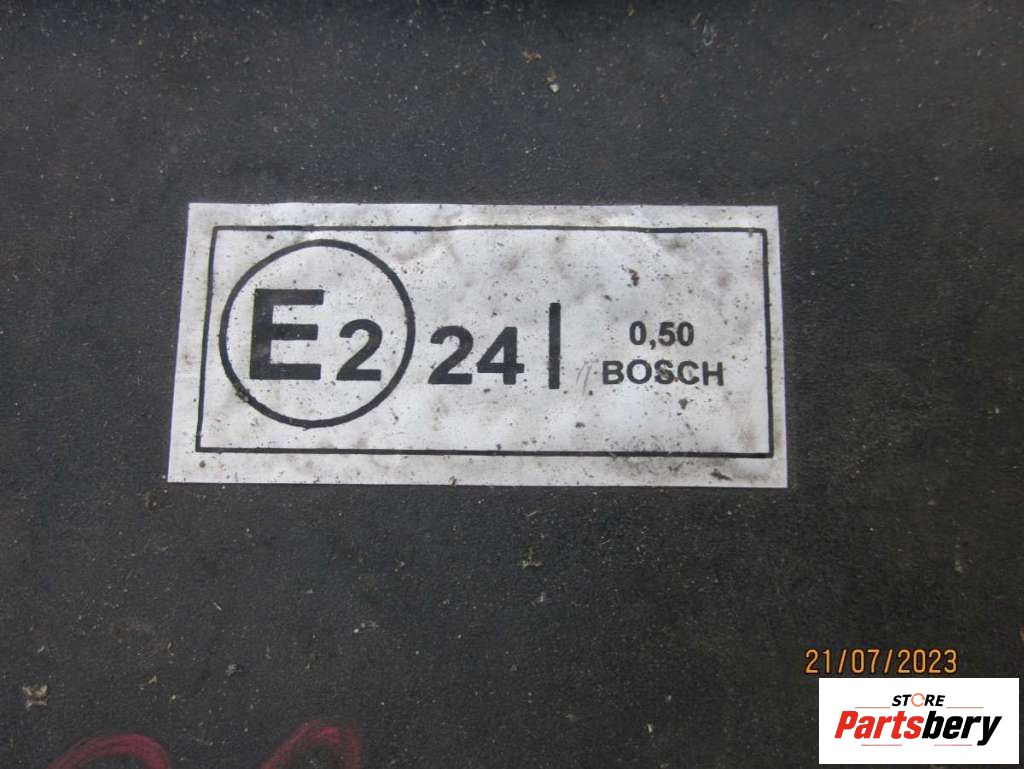 E2 24 | 0,50
BOSCH
21/07/2023
STORE
Partsbery